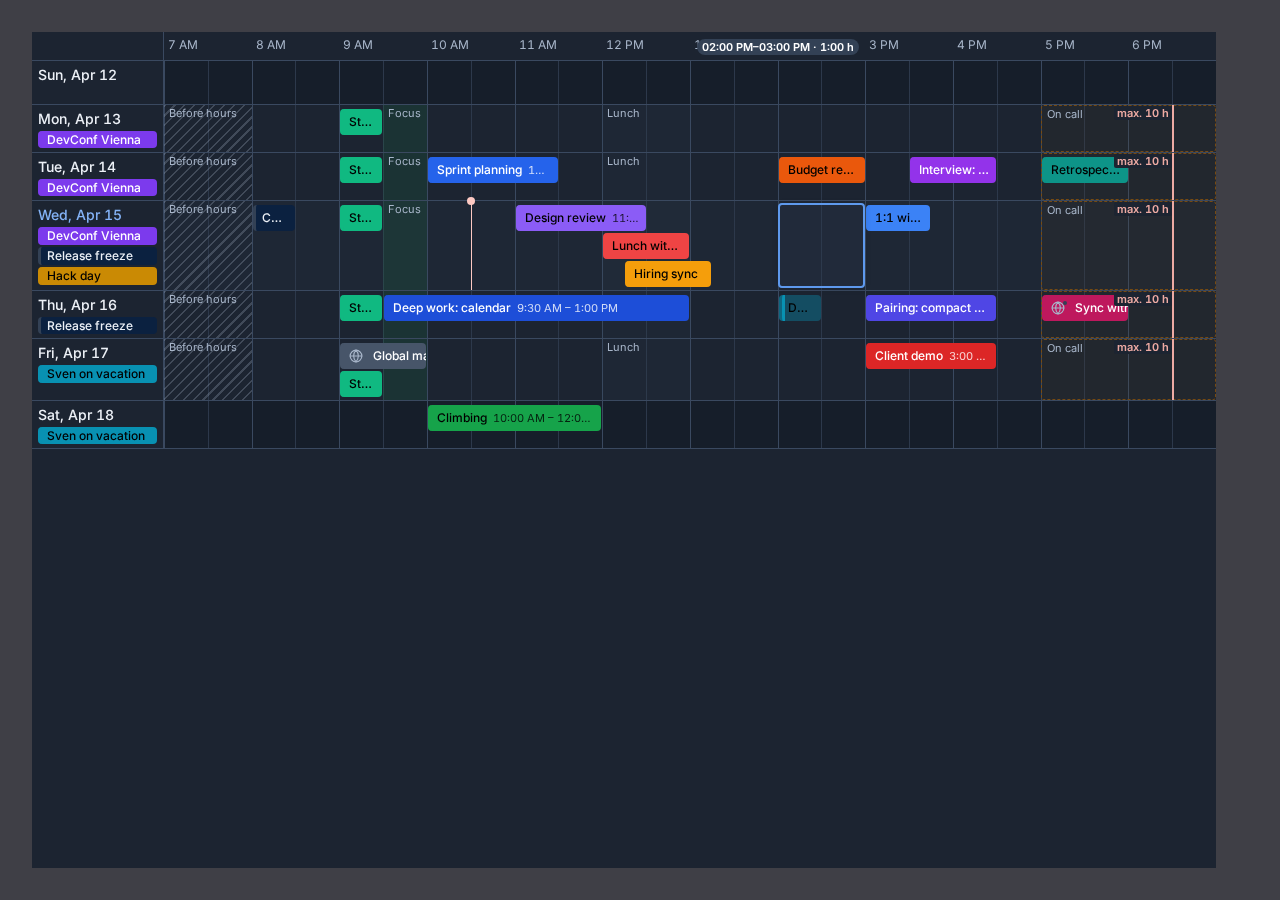 7 AM 8 AM 9 AM 10 AM 11 AM 12 PM 02:00 PM–03:00 PM · 1:00 h 3 PM 4 PM 5 PM 6 PM
Sun, Apr 12
Mon, Apr 13
DevConf Vienna
Before hours
St...
Focus
Lunch
On call
max. 10 h
Tue, Apr 14
DevConf Vienna
Before hours
St...
Focus
Sprint planning 1...
Lunch
Budget re...
Interview: ...
Retrospec...
max. 10 h
Wed, Apr 15
DevConf Vienna
Release freeze
Hack day
Before hours
C...
St...
Focus
Design review 11:...
Lunch wit...
Hiring sync
1:1 wi...
On call
max. 10 h
Thu, Apr 16
Release freeze
Before hours
St...
Deep work: calendar 9:30 AM – 1:00 PM
D...
Pairing: compact ...
Sync with
max. 10 h
Fri, Apr 17
Sven on vacation
Before hours
Global ma
St...
Lunch
Client demo 3:00 ...
On call
max. 10 h
Sat, Apr 18
Sven on vacation
Climbing 10:00 AM – 12:0...